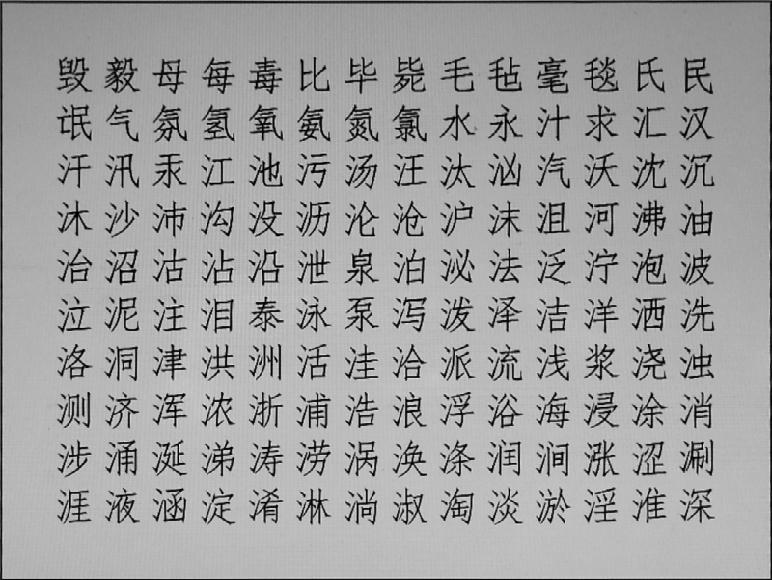 毁毅母每毒比毕毙毛毡毫毯氏民
氓气氛氢氧氨氮氯水永汁求汇汉
汗汛汞江池污汤汪汰汹汽沃沈沉
沐沙沛沟没沥沦沧沪沫沮河沸油
治沼沽沾沿泄泉泊泌法泛泞泡波
泣泥注泪泰泳泵泻泼泽洁洋洒洗
洛洞津洪洲活洼洽派流浅浆浇浊
测济浑浓浙浦浩浪浮浴海浸涂消
涉涌涎涕涛涝涡涣涤润涧涨涩涮
涯液涵淀淆淋淌淑淘淡淤淫淮深